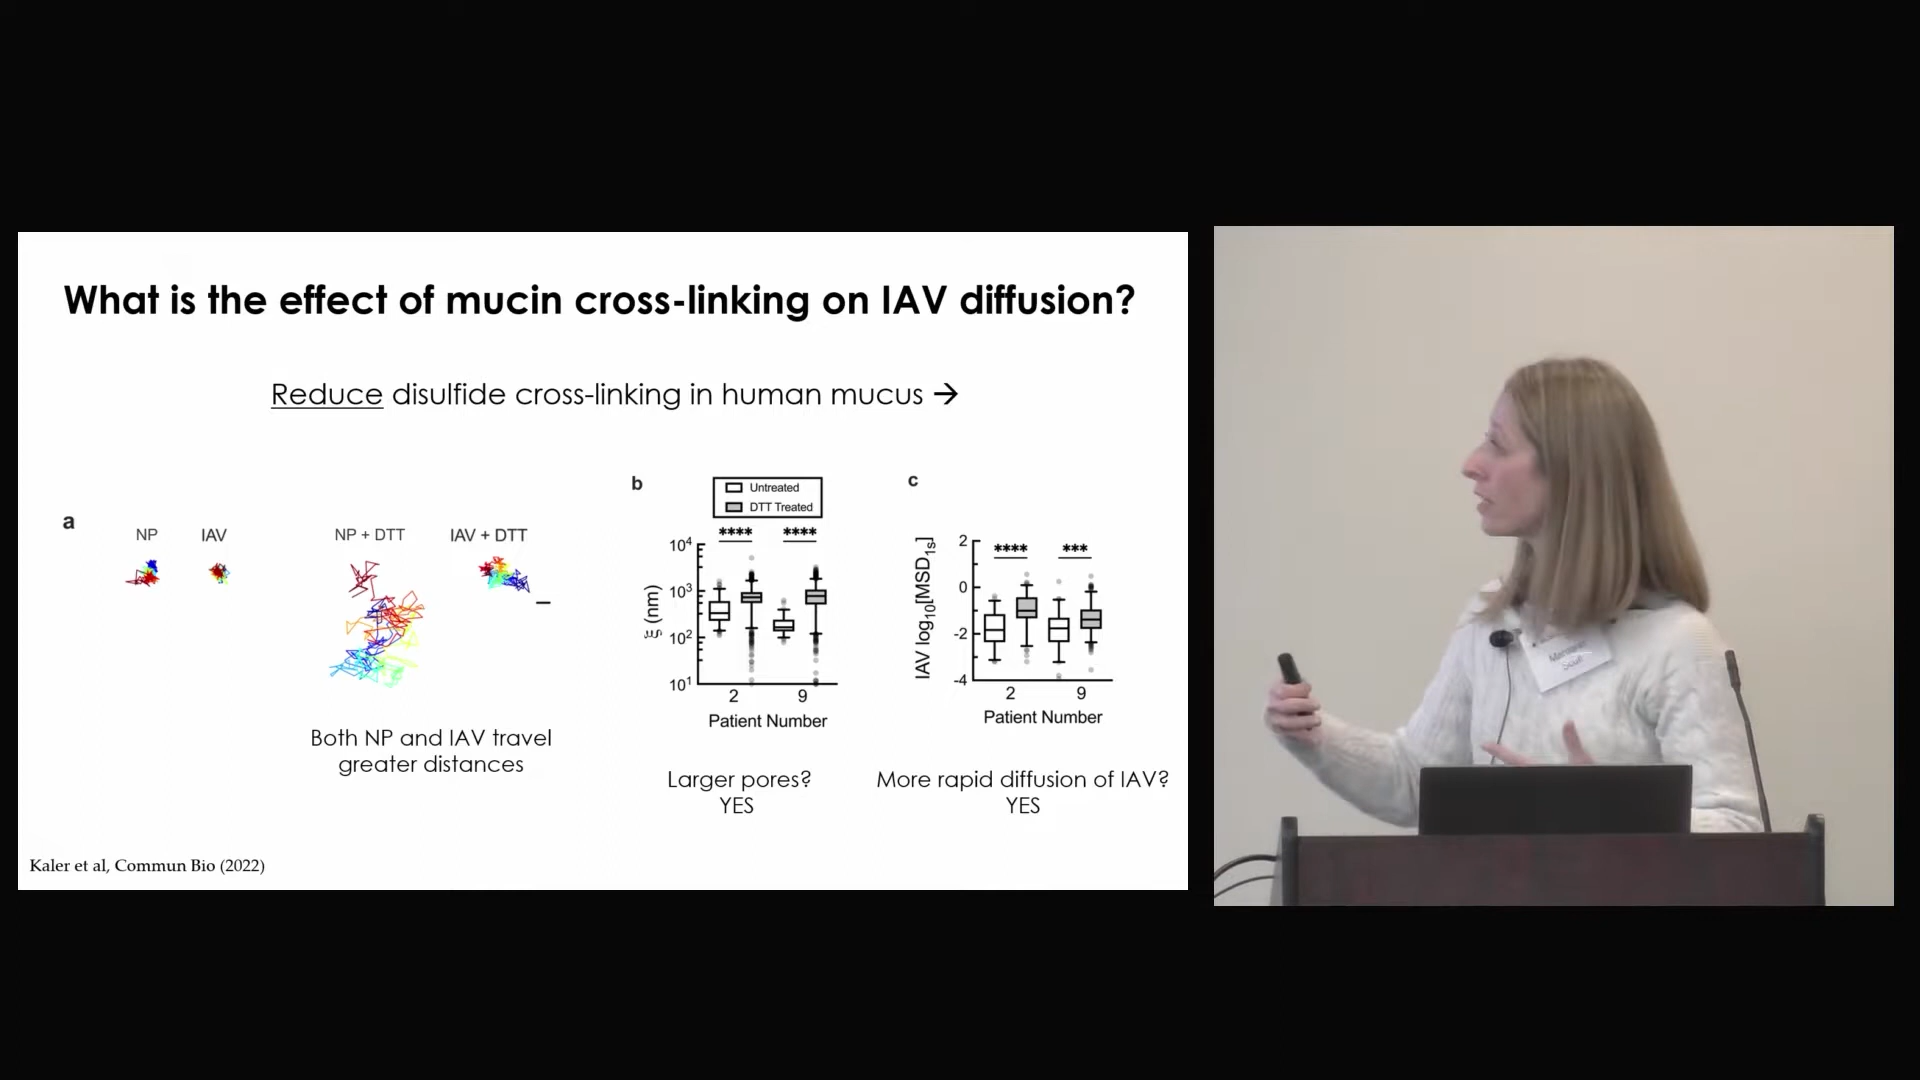 What is the effect of mucin cross-linking on IAV diffusion?
Reduce disulfide cross-linking in human mucus →
a
NP
IAV
NP + DTT
IAV + DTT
Both NP and IAV travel
greater distances
b
Untreated
DTT Treated
**** ****
10⁴
10³
10²
10¹
ξ (nm)
2 9
Patient Number
Larger pores?
YES
c
**** ***
2
0
-2
-4
IAV log₁₀[MSD₁ₛ]
2 9
Patient Number
More rapid diffusion of IAV?
YES
Kaler et al, Commun Bio (2022)